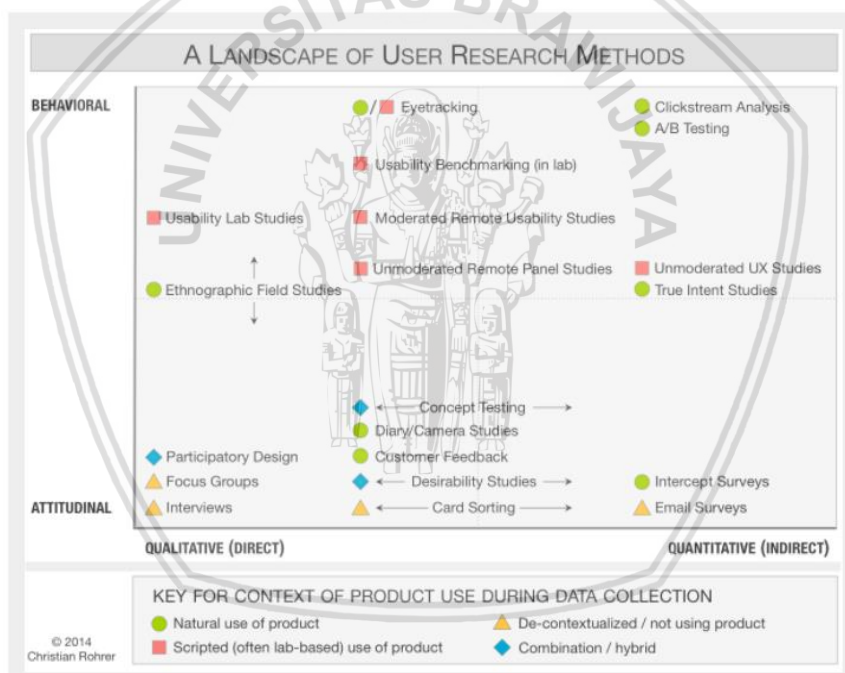 UNIVERSITAS BRAWIJAYA
A LANDSCAPE OF USER RESEARCH METHODS
BEHAVIORAL
/ Eyetracking
Clickstream Analysis
A/B Testing
Usability Benchmarking (in lab)
Usability Lab Studies
Moderated Remote Usability Studies
Unmoderated Remote Panel Studies
Unmoderated UX Studies
Ethnographic Field Studies
True Intent Studies
Concept Testing
Diary/Camera Studies
Participatory Design
Customer Feedback
Focus Groups
Desirability Studies
Intercept Surveys
ATTITUDINAL
Interviews
Card Sorting
Email Surveys
QUALITATIVE (DIRECT)
QUANTITATIVE (INDIRECT)
KEY FOR CONTEXT OF PRODUCT USE DURING DATA COLLECTION
Natural use of product
De-contextualized / not using product
Scripted (often lab-based) use of product
Combination / hybrid
© 2014
Christian Rohrer